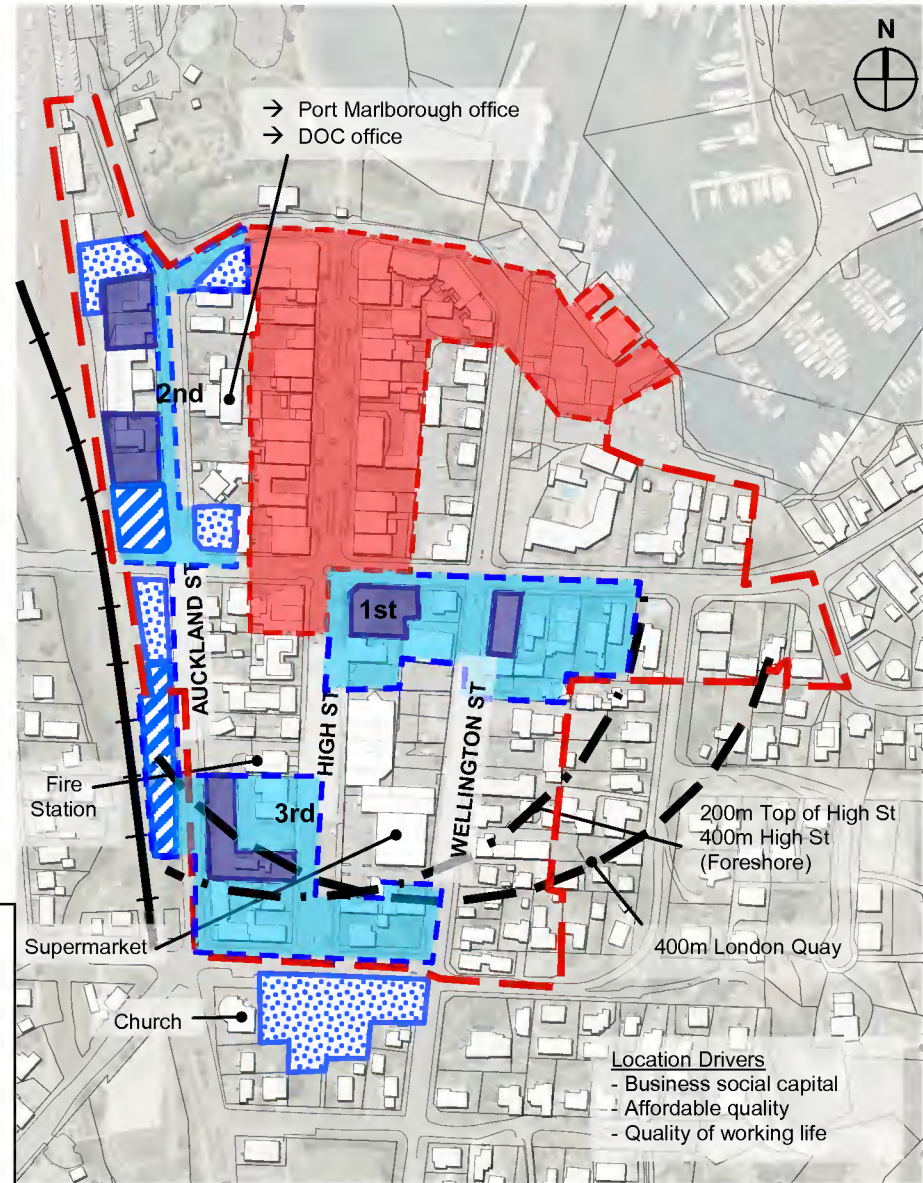 N
→ Port Marlborough office
→ DOC office
2nd
AUCKLAND ST
1st
HIGH ST
WELLINGTON ST
Fire
Station
3rd
200m Top of High St
400m High St
(Foreshore)
Supermarket
400m London Quay
Church
Location Drivers
- Business social capital
- Affordable quality
- Quality of working life